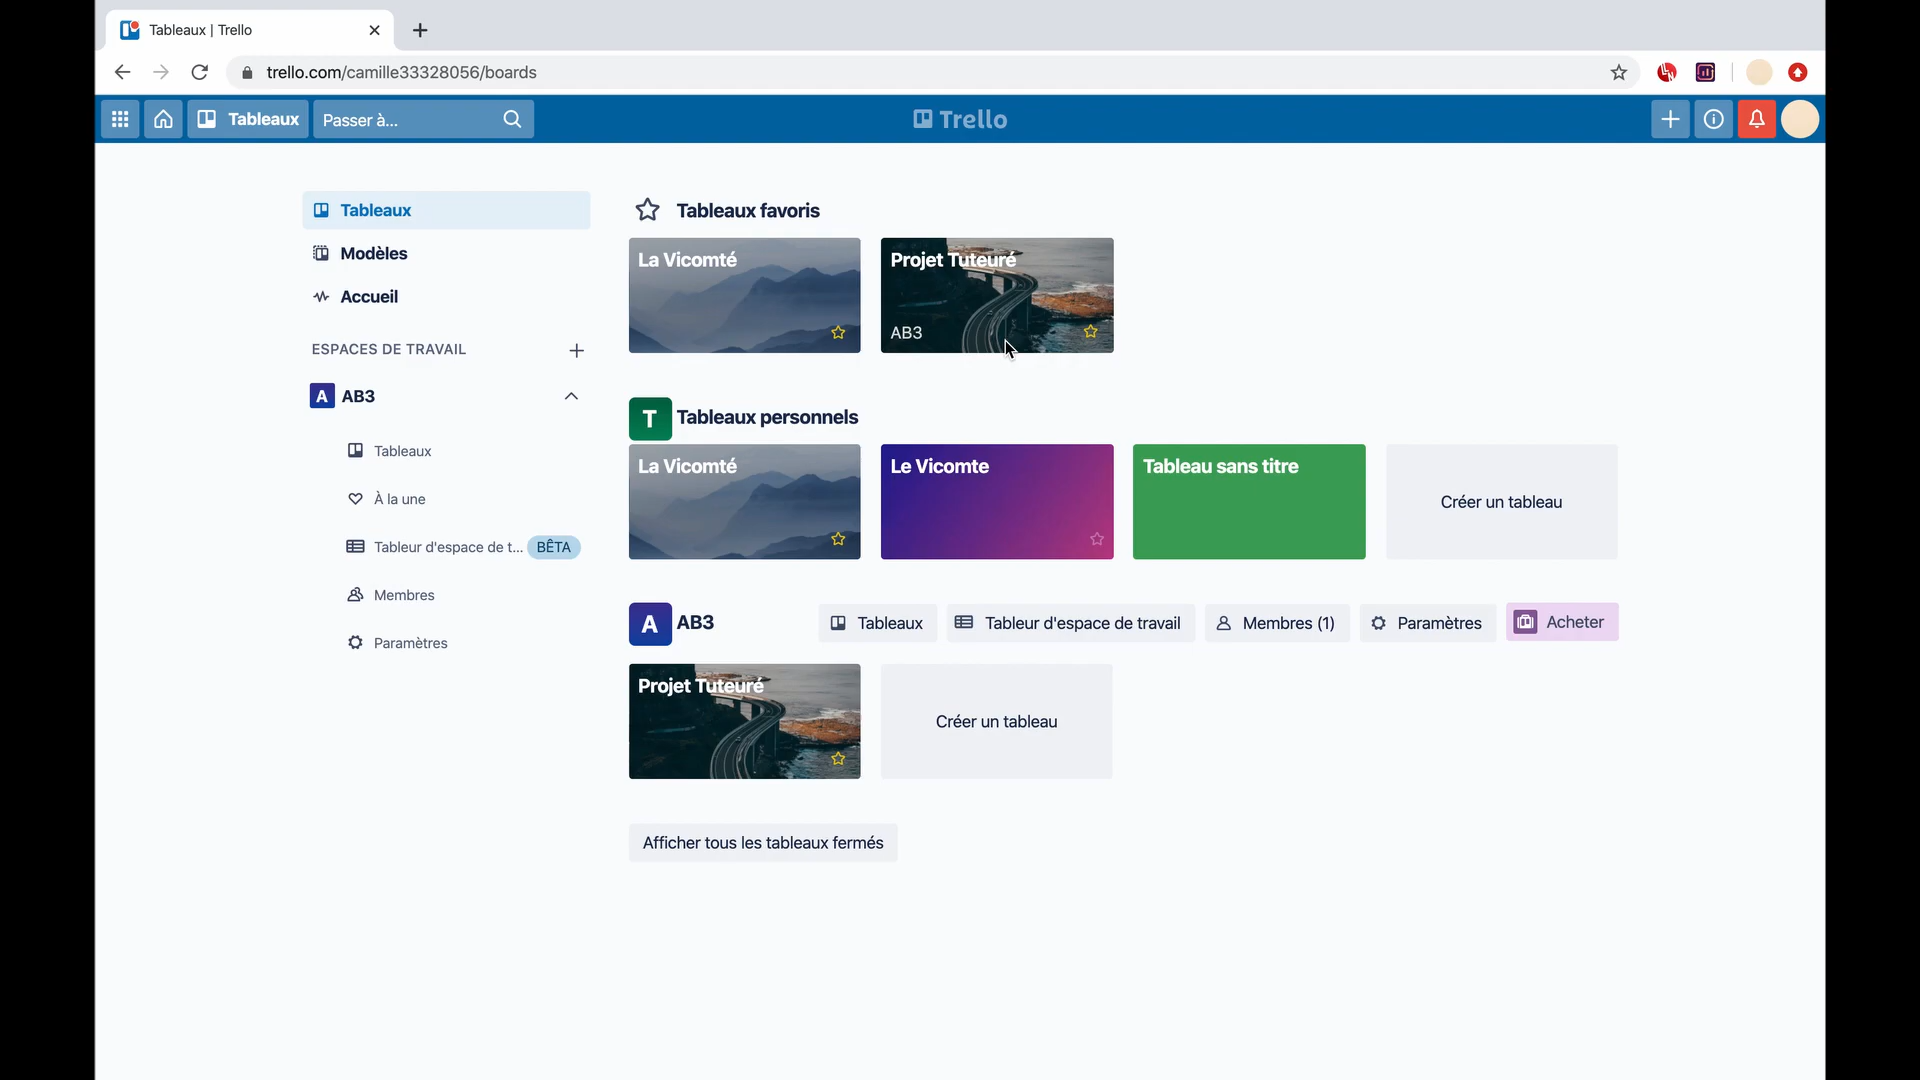 Tableaux | Trello
trello.com/camille33328056/boards
Tableaux
Passer à...
Trello
Tableaux
Modèles
Accueil
ESPACES DE TRAVAIL
A AB3
Tableaux
À la une
Tableur d'espace de t... BÊTA
Membres
Paramètres
Tableaux favoris
La Vicomté
Projet Tuteuré
AB3
T Tableaux personnels
La Vicomté
Le Vicomte
Tableau sans titre
Créer un tableau
A AB3
Tableaux
Tableur d'espace de travail
Membres (1)
Paramètres
Acheter
Projet Tuteuré
Créer un tableau
Afficher tous les tableaux fermés